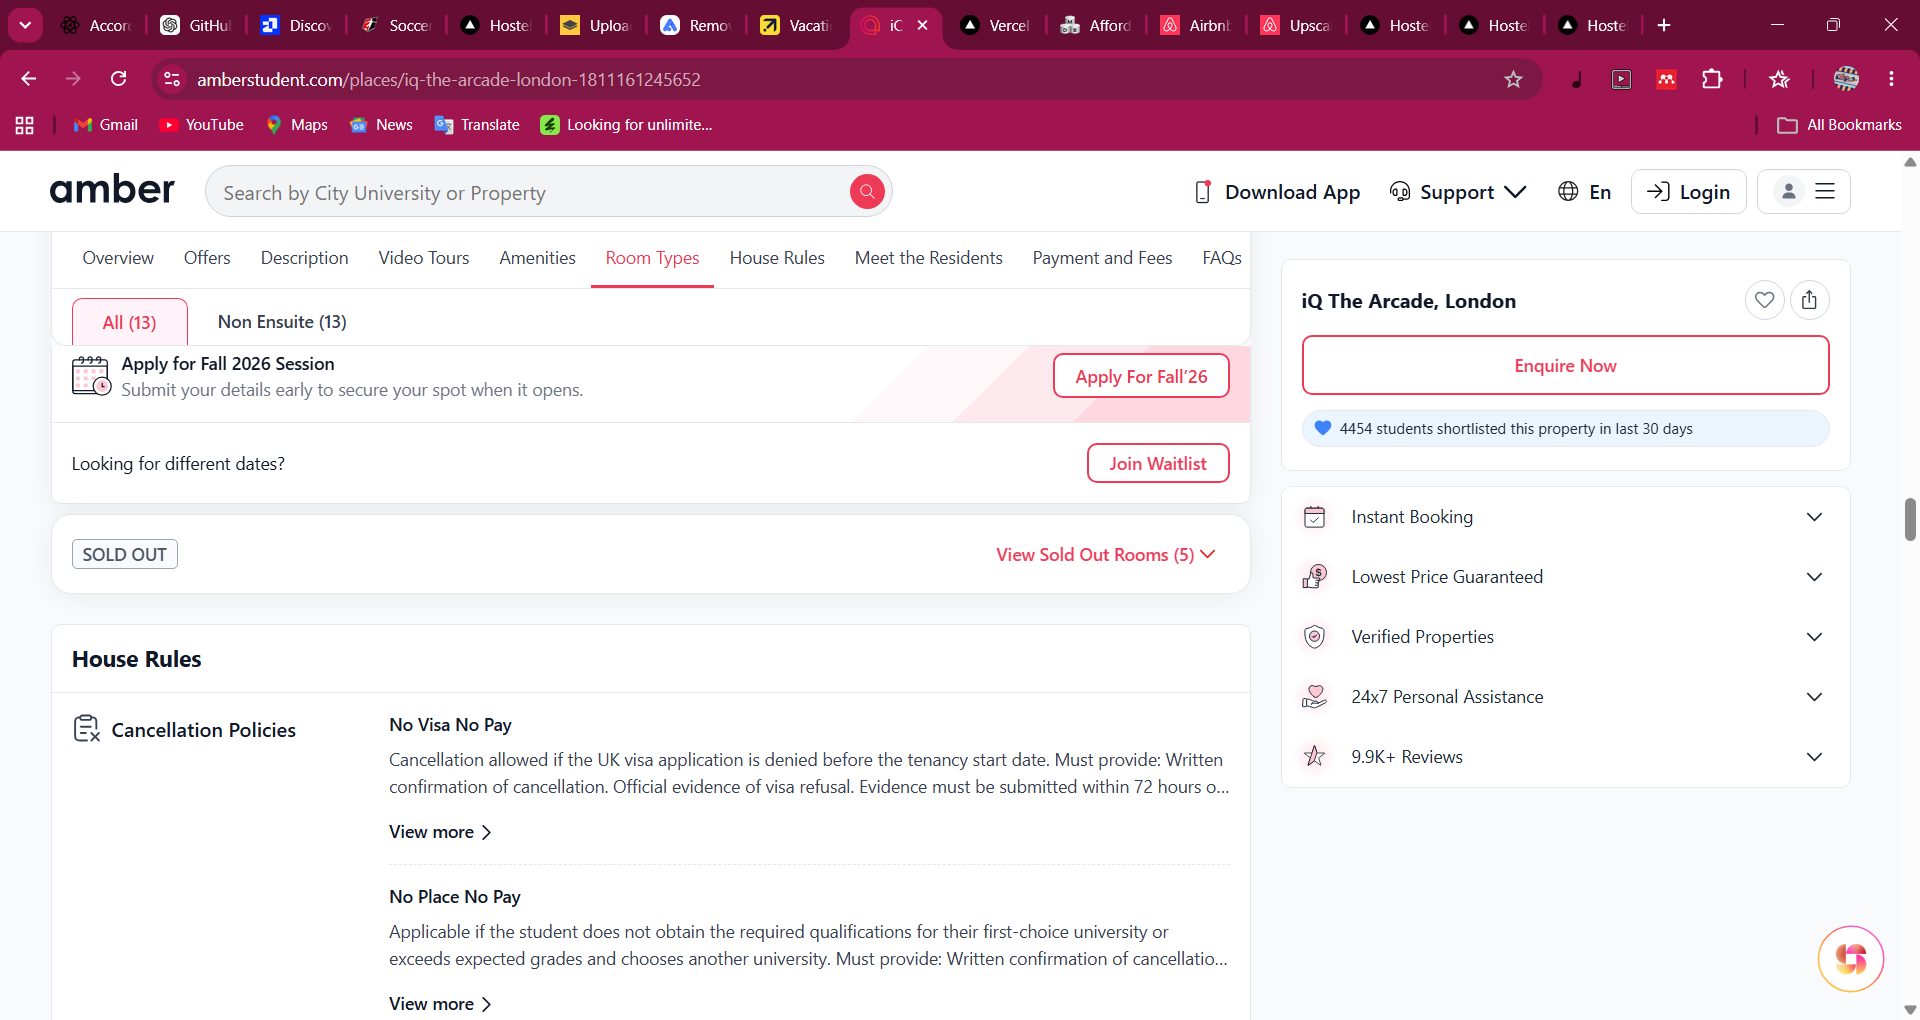 Accor
GitHu
Discov
Soccer
Hostel
Uploa
Remov
Vacati
iQ
Vercel
Afford
Airbnb
Upscal
Hostel
Hostel
Hostel
amberstudent.com/places/iq-the-arcade-london-1811161245652
Gmail
YouTube
Maps
News
Translate
Looking for unlimite...
All Bookmarks
amber
Search by City University or Property
Download App
Support
En
Login
Overview
Offers
Description
Video Tours
Amenities
Room Types
House Rules
Meet the Residents
Payment and Fees
FAQs
All (13)
Non Ensuite (13)
Apply for Fall 2026 Session
Submit your details early to secure your spot when it opens.
Apply For Fall'26
Looking for different dates?
Join Waitlist
SOLD OUT
View Sold Out Rooms (5)
House Rules
Cancellation Policies
No Visa No Pay
Cancellation allowed if the UK visa application is denied before the tenancy start date. Must provide: Written
confirmation of cancellation. Official evidence of visa refusal. Evidence must be submitted within 72 hours o...
View more
No Place No Pay
Applicable if the student does not obtain the required qualifications for their first-choice university or
exceeds expected grades and chooses another university. Must provide: Written confirmation of cancellatio...
View more
iQ The Arcade, London
Enquire Now
4454 students shortlisted this property in last 30 days
Instant Booking
Lowest Price Guaranteed
Verified Properties
24x7 Personal Assistance
9.9K+ Reviews